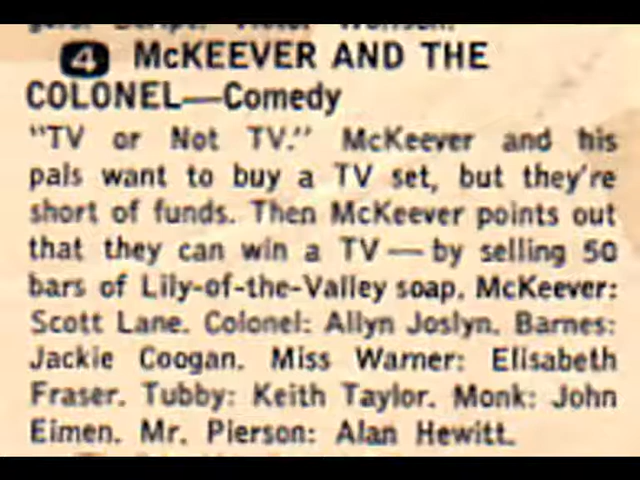 4 McKEEVER AND THE
COLONEL—Comedy
"TV or Not TV." McKeever and his
pals want to buy a TV set, but they're
short of funds. Then McKeever points out
that they can win a TV — by selling 50
bars of Lily-of-the-Valley soap. McKeever:
Scott Lane. Colonel: Allyn Joslyn. Barnes:
Jackie Coogan. Miss Warner: Elisabeth
Fraser. Tubby: Keith Taylor. Monk: John
Eimen. Mr. Pierson: Alan Hewitt.